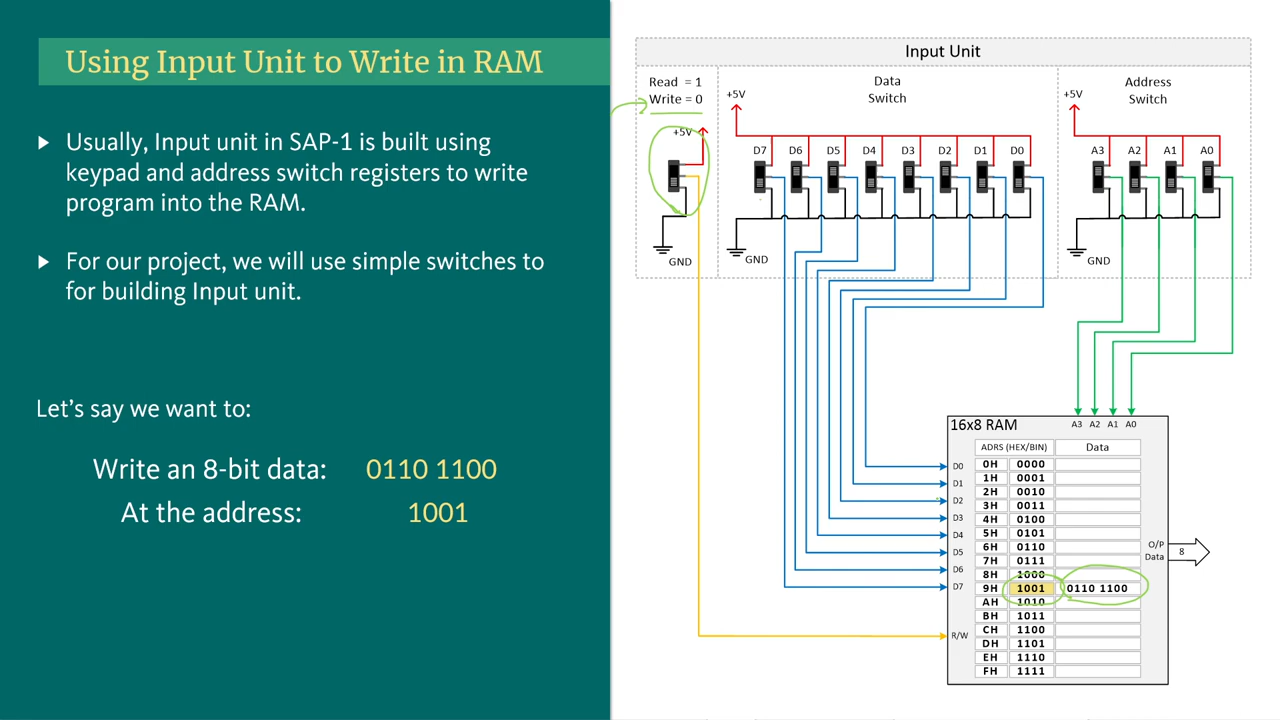 Using Input Unit to Write in RAM
Usually, Input unit in SAP-1 is built using
keypad and address switch registers to write
program into the RAM.
For our project, we will use simple switches to
for building Input unit.
Let's say we want to:
Write an 8-bit data: 0110 1100
At the address: 1001
Input Unit
Read = 1
Write = 0
Data
Switch
Address
Switch
+5V
+5V
+5V
D7 D6 D5 D4 D3 D2 D1 D0
A3 A2 A1 A0
GND
GND
GND
16x8 RAM
A3 A2 A1 A0
ADRS (HEX/BIN) Data
0H 0000
1H 0001
2H 0010
3H 0011
4H 0100
5H 0101
6H 0110
7H 0111
8H 1000
9H 1001 0110 1100
AH 1010
BH 1011
CH 1100
DH 1101
EH 1110
FH 1111
D0
D1
D2
D3
D4
D5
D6
D7
R/W
O/P
Data
8